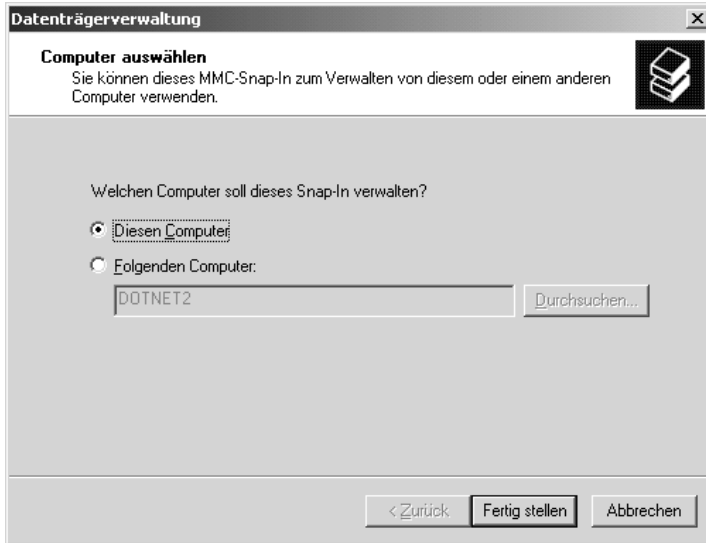 Datenträgerverwaltung
Computer auswählen
Sie können dieses MMC-Snap-In zum Verwalten von diesem oder einem anderen
Computer verwenden.
Welchen Computer soll dieses Snap-In verwalten?
Diesen Computer
Folgenden Computer:
DOTNET2
Durchsuchen...
< Zurück
Fertig stellen
Abbrechen